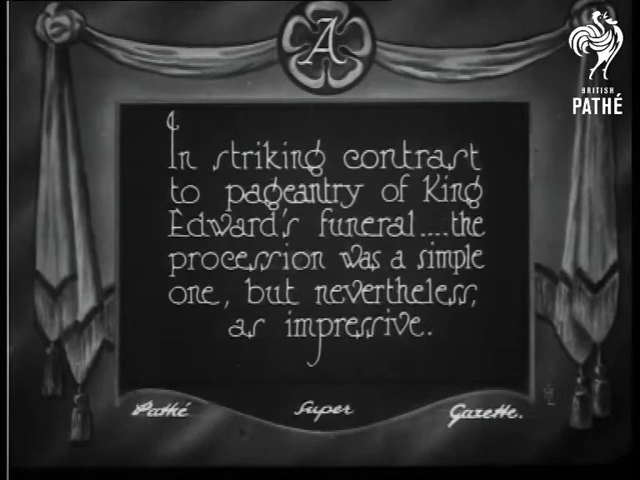 A
BRITISH
PATHÉ
In striking contrast
to pageantry of King
Edward's funeral....the
procession was a simple
one, but nevertheless,
as impressive.
Pathé Super Gazette.